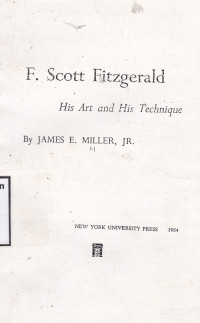 F. Scott Fitzgerald
His Art and His Technique
By JAMES E. MILLER, JR.
NEW YORK UNIVERSITY PRESS 1964